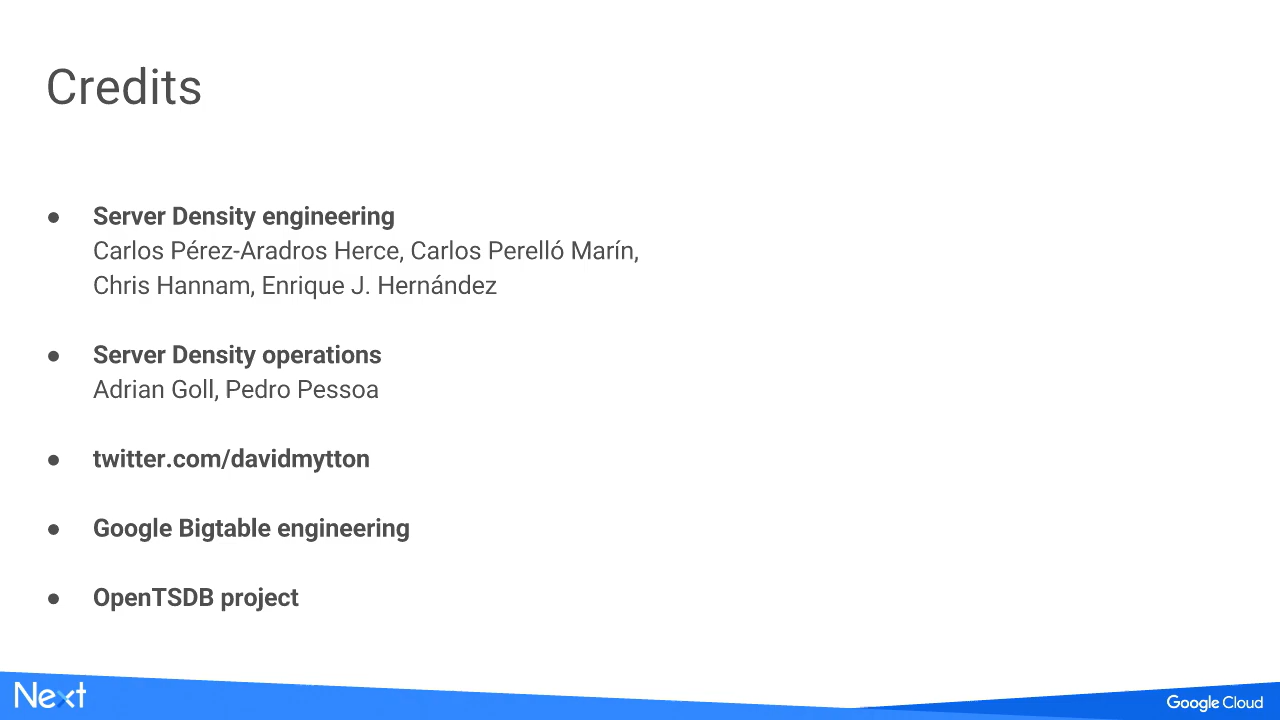 Credits
● Server Density engineering
Carlos Pérez-Aradros Herce, Carlos Perelló Marín,
Chris Hannam, Enrique J. Hernández
● Server Density operations
Adrian Goll, Pedro Pessoa
● twitter.com/davidmytton
● Google Bigtable engineering
● OpenTSDB project
Next
Google Cloud